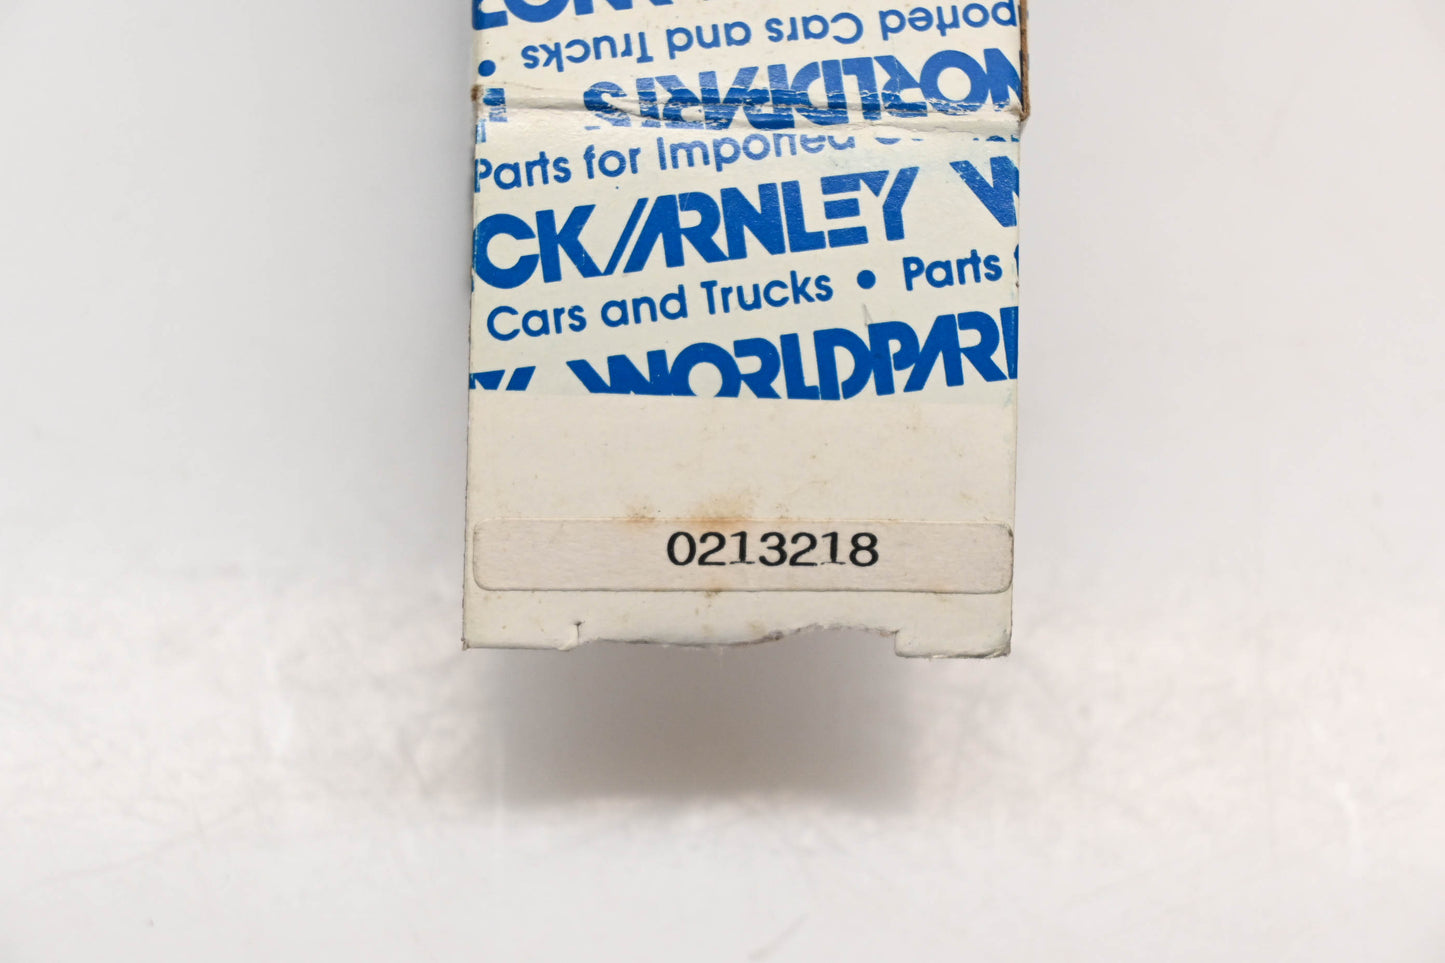 ported Cars and Trucks •
WORLDPARTS
Parts for Imported
CK/ARNLEY W
Cars and Trucks • Parts
Y WORLDPAR
0213218